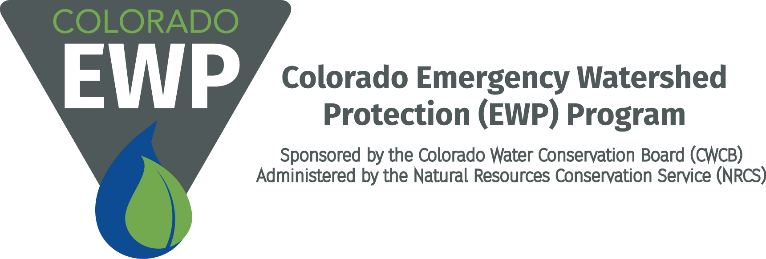 COLORADO
EWP
Colorado Emergency Watershed
Protection (EWP) Program
Sponsored by the Colorado Water Conservation Board (CWCB)
Administered by the Natural Resources Conservation Service (NRCS)